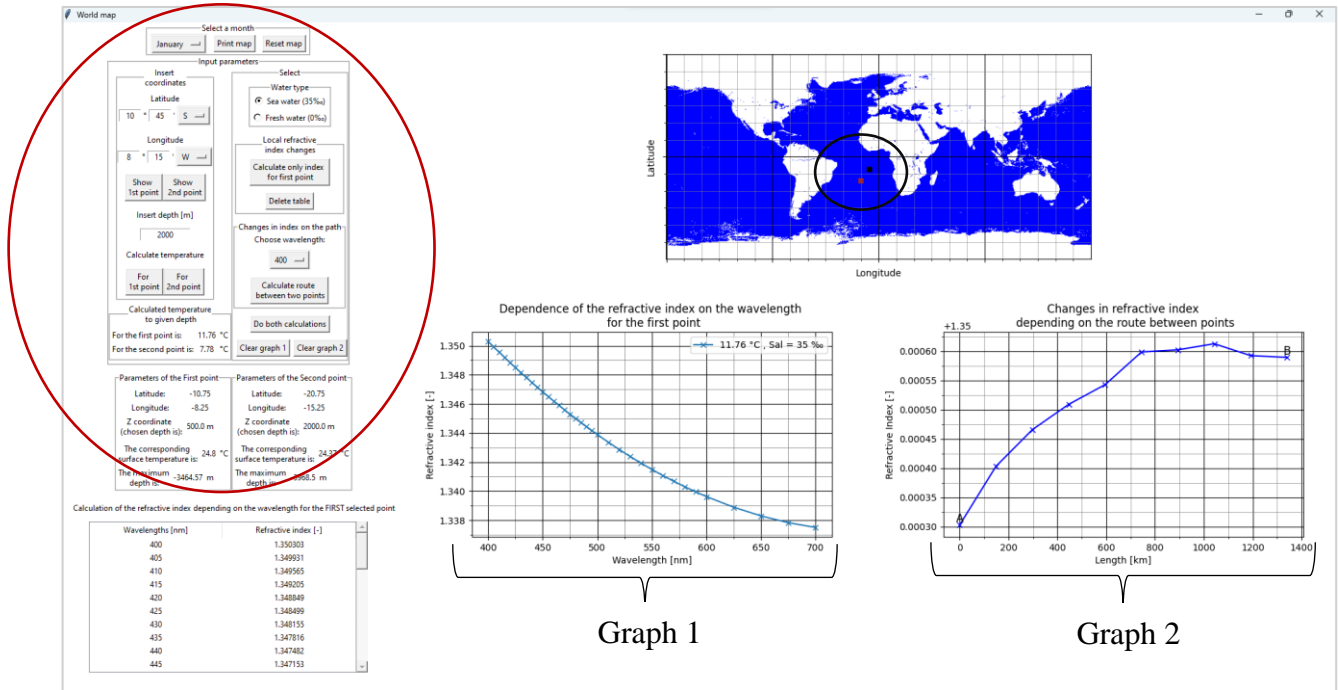 World map
Select a month
January
Print map
Reset map
Input parameters
Insert
coordinates
Latitude
10 ° 45 ' S
Longitude
8 ° 15 ' W
Show
1st point
Show
2nd point
Insert depth [m]
2000
Calculate temperature
For
1st point
For
2nd point
Calculated temperature
to given depth
For the first point is: 11.76 °C
For the second point is: 7.78 °C
Select
Water type
Sea water (35‰)
Fresh water (0‰)
Local refractive
index changes
Calculate only index
for first point
Delete table
Changes in index on the path
Choose wavelength:
400
Calculate route
between two points
Do both calculations
Clear graph 1
Clear graph 2
Parameters of the First point
Latitude: -10.75
Longitude: -8.25
Z coordinate
(chosen depth is): 500.0 m
The corresponding
surface temperature is: 24.8 °C
The maximum
depth is: -3464.57 m
Parameters of the Second point
Latitude: -20.75
Longitude: -15.25
Z coordinate
(chosen depth is): 2000.0 m
The corresponding
surface temperature is: 24.37 °C
The maximum
depth is: m
Calculation of the refractive index depending on the wavelength for the FIRST selected point
Wavelengths [nm] Refractive index [-]
400 1.350303
405 1.349931
410 1.349565
415 1.349205
420 1.348849
425 1.348499
430 1.348155
435 1.347816
440 1.347482
445 1.347153
Latitude
Longitude
Dependence of the refractive index on the wavelength
for the first point
11.76 °C , Sal = 35 ‰
Refractive Index [-]
1.350
1.348
1.346
1.344
1.342
1.340
1.338
400 450 500 550 600 650 700
Wavelength [nm]
Graph 1
Changes in refractive index
depending on the route between points
+1.35
Refractive index [-]
0.00060
0.00055
0.00050
0.00045
0.00040
0.00035
0.00030
A
B
0 200 400 600 800 1000 1200 1400
Length [km]
Graph 2